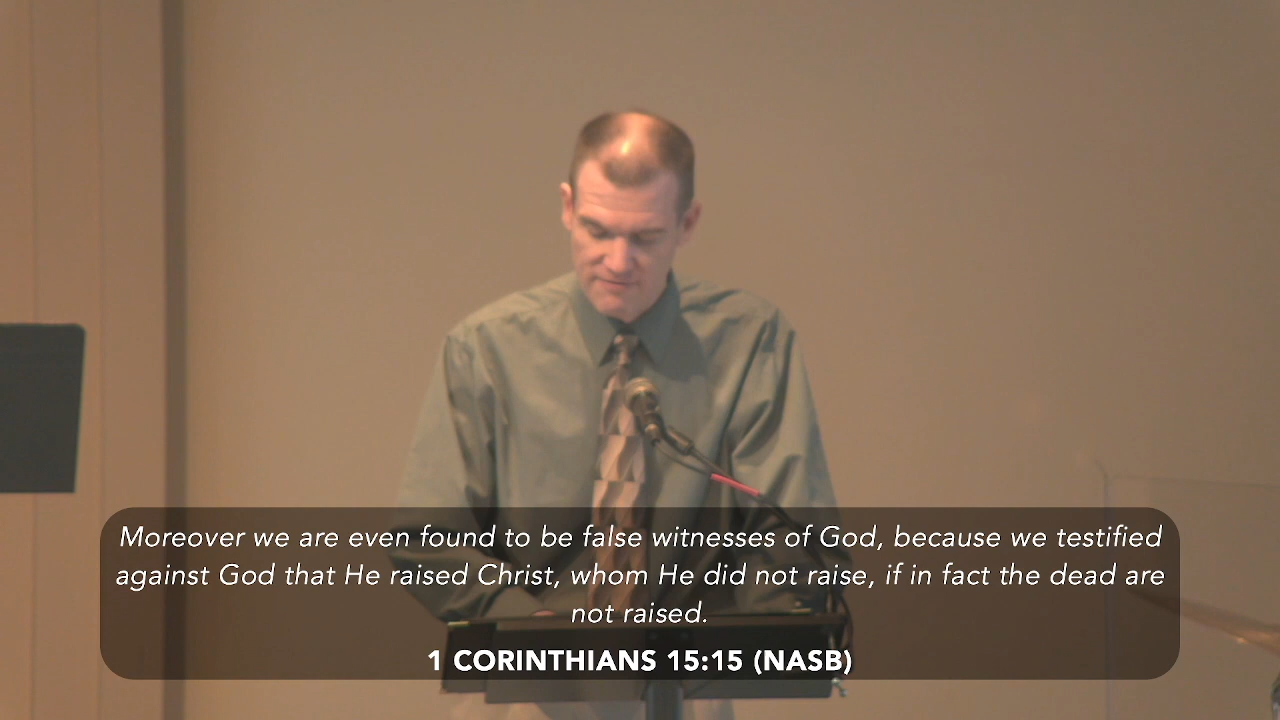 Moreover we are even found to be false witnesses of God, because we testified
against God that He raised Christ, whom He did not raise, if in fact the dead are
not raised.
1 CORINTHIANS 15:15 (NASB)